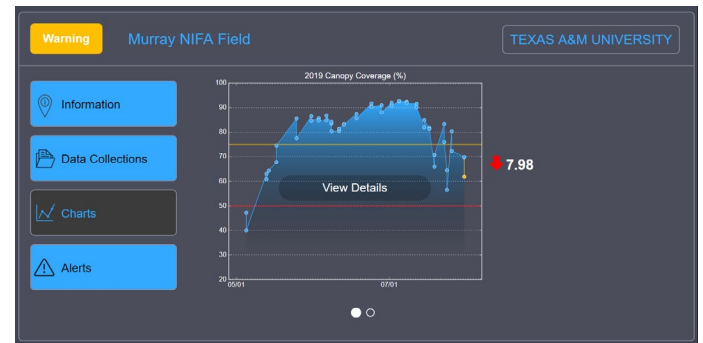 Warning
Murray NIFA Field
TEXAS A&M UNIVERSITY
Information
Data Collections
Charts
Alerts
2019 Canopy Coverage (%)
100
90
80
70
60
50
40
30
20
05/01
07/01
View Details
7.98